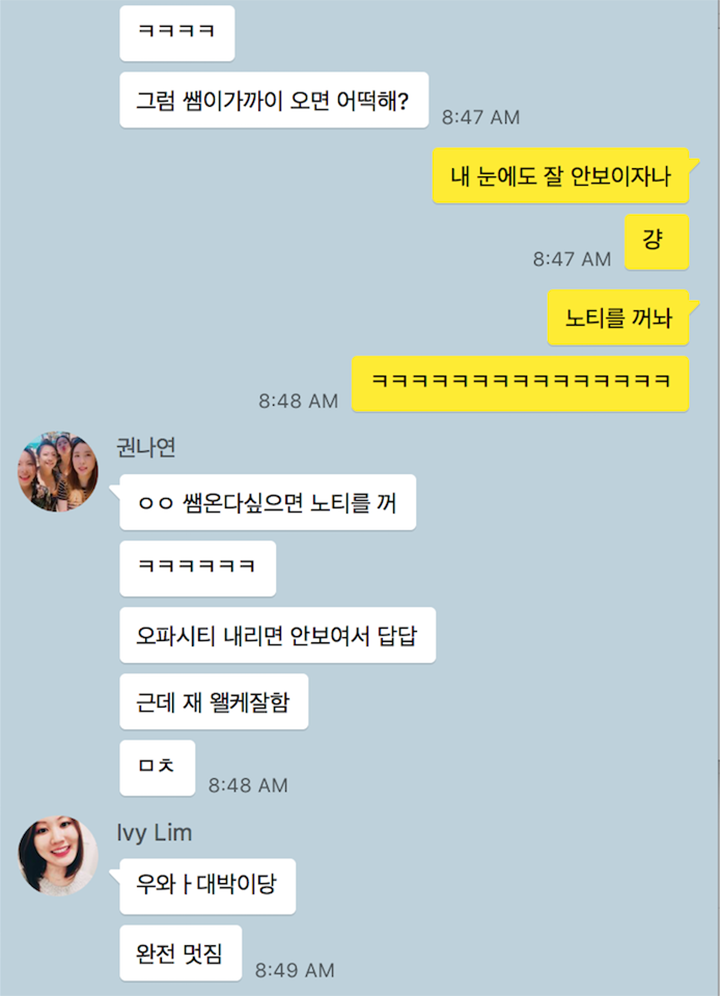 ㅋㅋㅋㅋ
그럼 쌤이가까이 오면 어떡해?
8:47 AM
내 눈에도 잘 안보이자나
걍
8:47 AM
노티를 꺼놔
ㅋㅋㅋㅋㅋㅋㅋㅋㅋㅋㅋㅋㅋㅋㅋ
8:48 AM
권나연
ㅇㅇ 쌤온다싶으면 노티를 꺼
ㅋㅋㅋㅋㅋㅋ
오파시티 내리면 안보여서 답답
근데 재 왤케잘함
ㅁㅊ
8:48 AM
Ivy Lim
우와ㅏ대박이당
완전 멋짐
8:49 AM